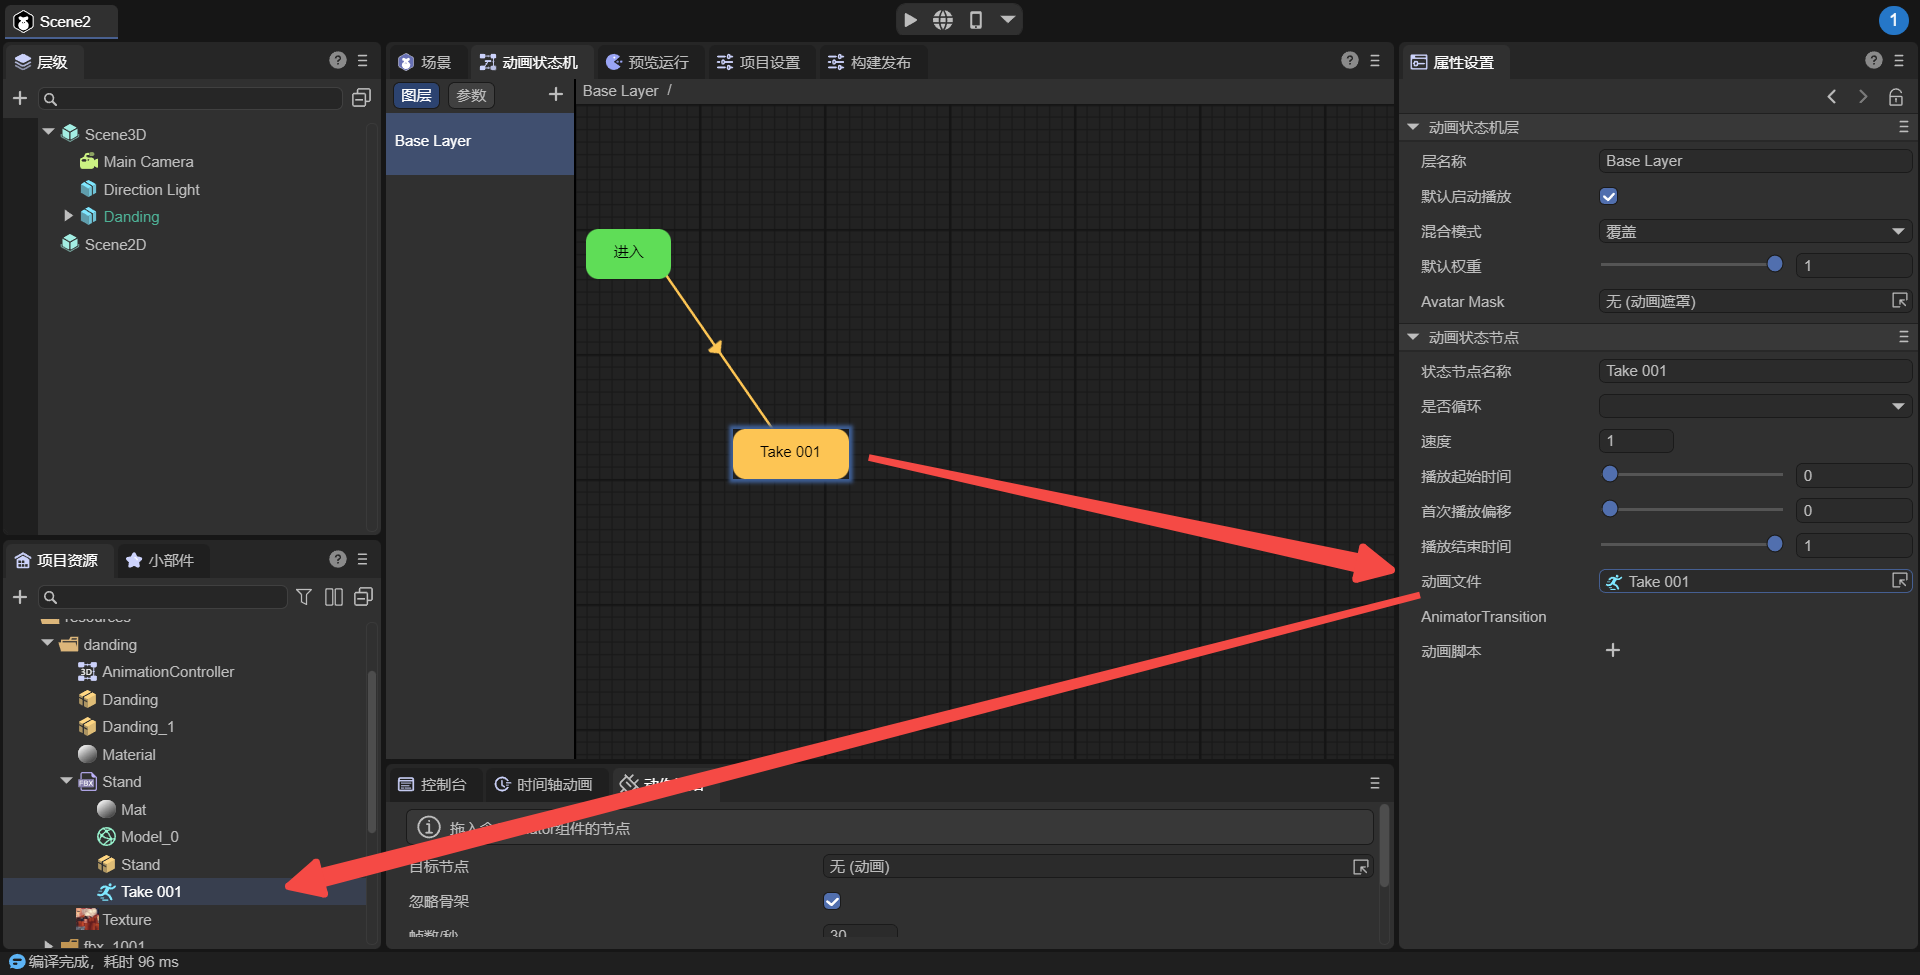 Scene2
1
层级
Scene3D
Main Camera
Direction Light
Danding
Scene2D
场景
动画状态机
预览运行
项目设置
构建发布
图层
参数
Base Layer /
Base Layer
进入
Take 001
属性设置
动画状态机层
层名称
Base Layer
默认启动播放
混合模式
覆盖
默认权重
1
Avatar Mask
无 (动画遮罩)
动画状态节点
状态节点名称
Take 001
是否循环
速度
1
播放起始时间
0
首次播放偏移
0
播放结束时间
1
动画文件
Take 001
AnimatorTransition
动画脚本
项目资源
小部件
resources
danding
AnimationController
Danding
Danding_1
Material
Stand
Mat
Model_0
Stand
Take 001
Texture
fbx_1001
控制台
时间轴动画
拖入
组件的节点
目标节点
无 (动画)
忽略骨架
帧数/秒
30
编译完成，耗时 96 ms